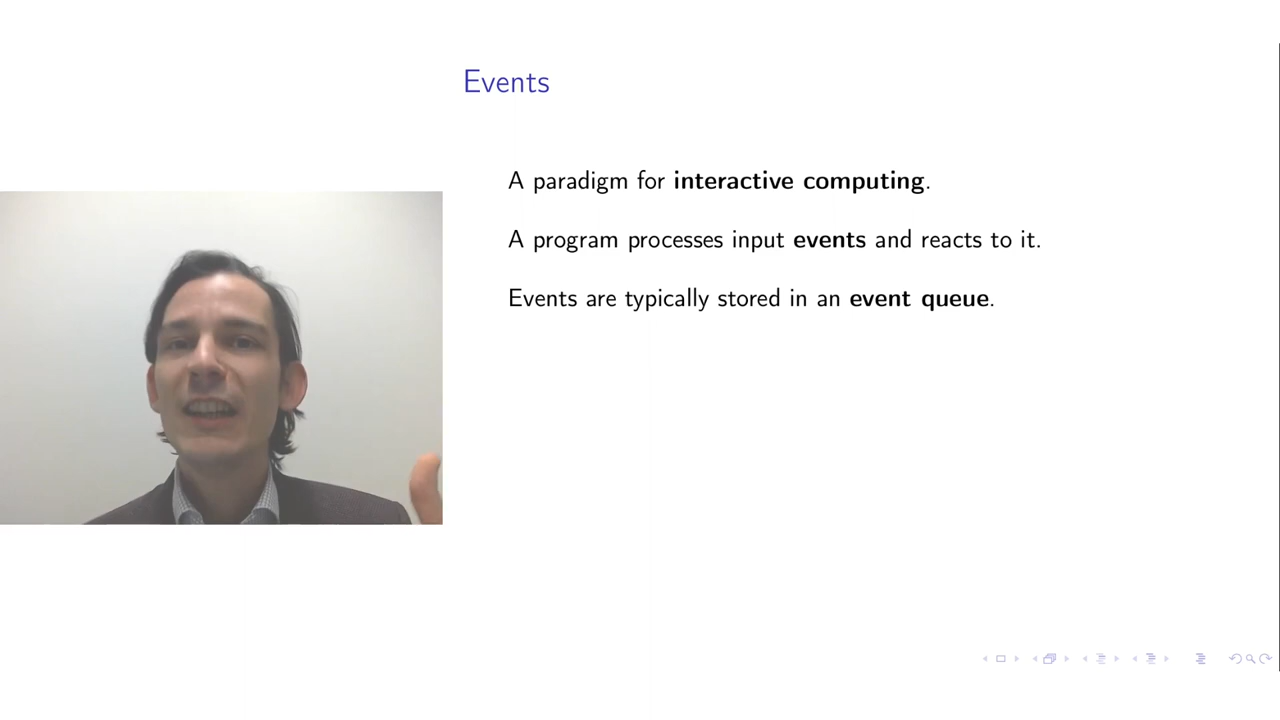 Events
A paradigm for interactive computing.
A program processes input events and reacts to it.
Events are typically stored in an event queue.